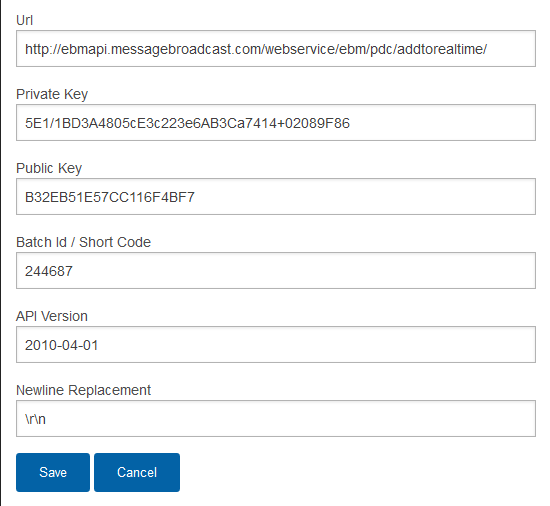 Url
http://ebmapi.messagebroadcast.com/webservice/ebm/pdc/addtorealtime/
Private Key
5E1/1BD3A4805cE3c223e6AB3Ca7414+02089F86
Public Key
B32EB51E57CC116F4BF7
Batch Id / Short Code
244687
API Version
2010-04-01
Newline Replacement
\r\n
Save Cancel